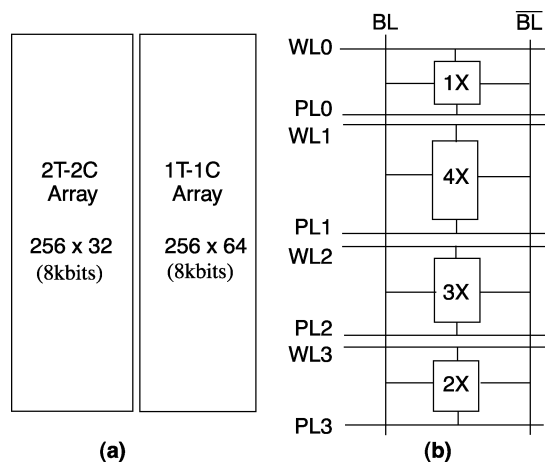 2T-2C
Array
256 x 32
(8kbits)
1T-1C
Array
256 x 64
(8kbits)
(a)
BL
BL
WL0
1X
PL0
WL1
4X
PL1
WL2
3X
PL2
WL3
2X
PL3
(b)